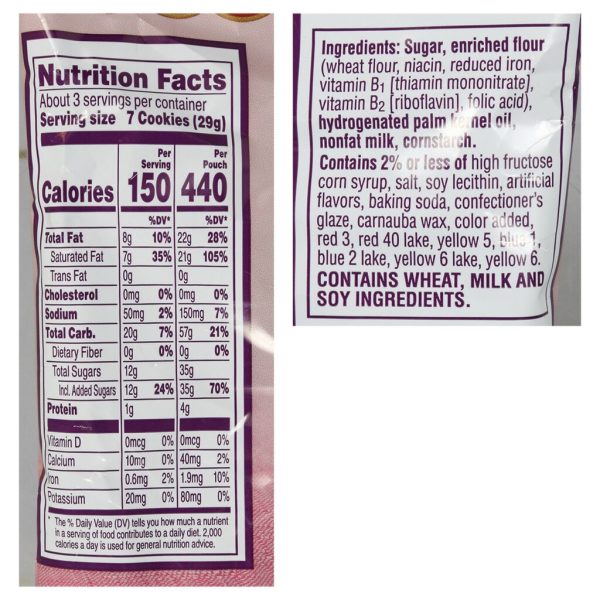 Nutrition Facts
About 3 servings per container
Serving size 7 Cookies (29g)
Per Serving Per Pouch
Calories 150 440
%DV* %DV*
Total Fat 8g 10% 22g 28%
Saturated Fat 7g 35% 21g 105%
Trans Fat 0g 0g
Cholesterol 0mg 0% 0mg 0%
Sodium 50mg 2% 150mg 7%
Total Carb. 20g 7% 57g 21%
Dietary Fiber 0g 0% 0g 0%
Total Sugars 12g 35g
Incl. Added Sugars 12g 24% 35g 70%
Protein 1g 4g
Vitamin D 0mcg 0% 0mcg 0%
Calcium 10mg 0% 40mg 2%
Iron 0.6mg 2% 1.9mg 10%
Potassium 20mg 0% 80mg 0%
* The % Daily Value (DV) tells you how much a nutrient
in a serving of food contributes to a daily diet. 2,000
calories a day is used for general nutrition advice.
Ingredients: Sugar, enriched flour
(wheat flour, niacin, reduced iron,
vitamin B1 [thiamin mononitrate],
vitamin B2 [riboflavin], folic acid),
hydrogenated palm kernel oil,
nonfat milk, cornstarch.
Contains 2% or less of high fructose
corn syrup, salt, soy lecithin, artificial
flavors, baking soda, confectioner's
glaze, carnauba wax, color added,
red 3, red 40 lake, yellow 5, blue 1,
blue 2 lake, yellow 6 lake, yellow 6.
CONTAINS WHEAT, MILK AND
SOY INGREDIENTS.